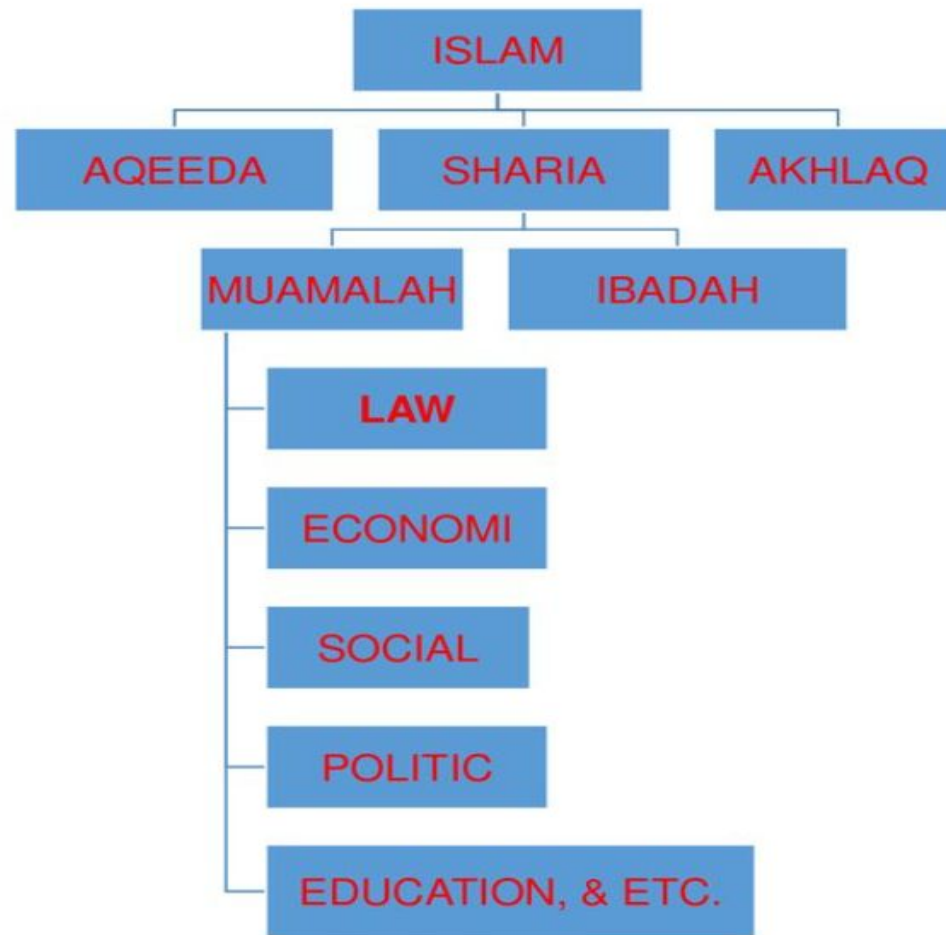 ISLAM
AQEEDA
SHARIA
AKHLAQ
MUAMALAH
IBADAH
LAW
ECONOMI
SOCIAL
POLITIC
EDUCATION, & ETC.